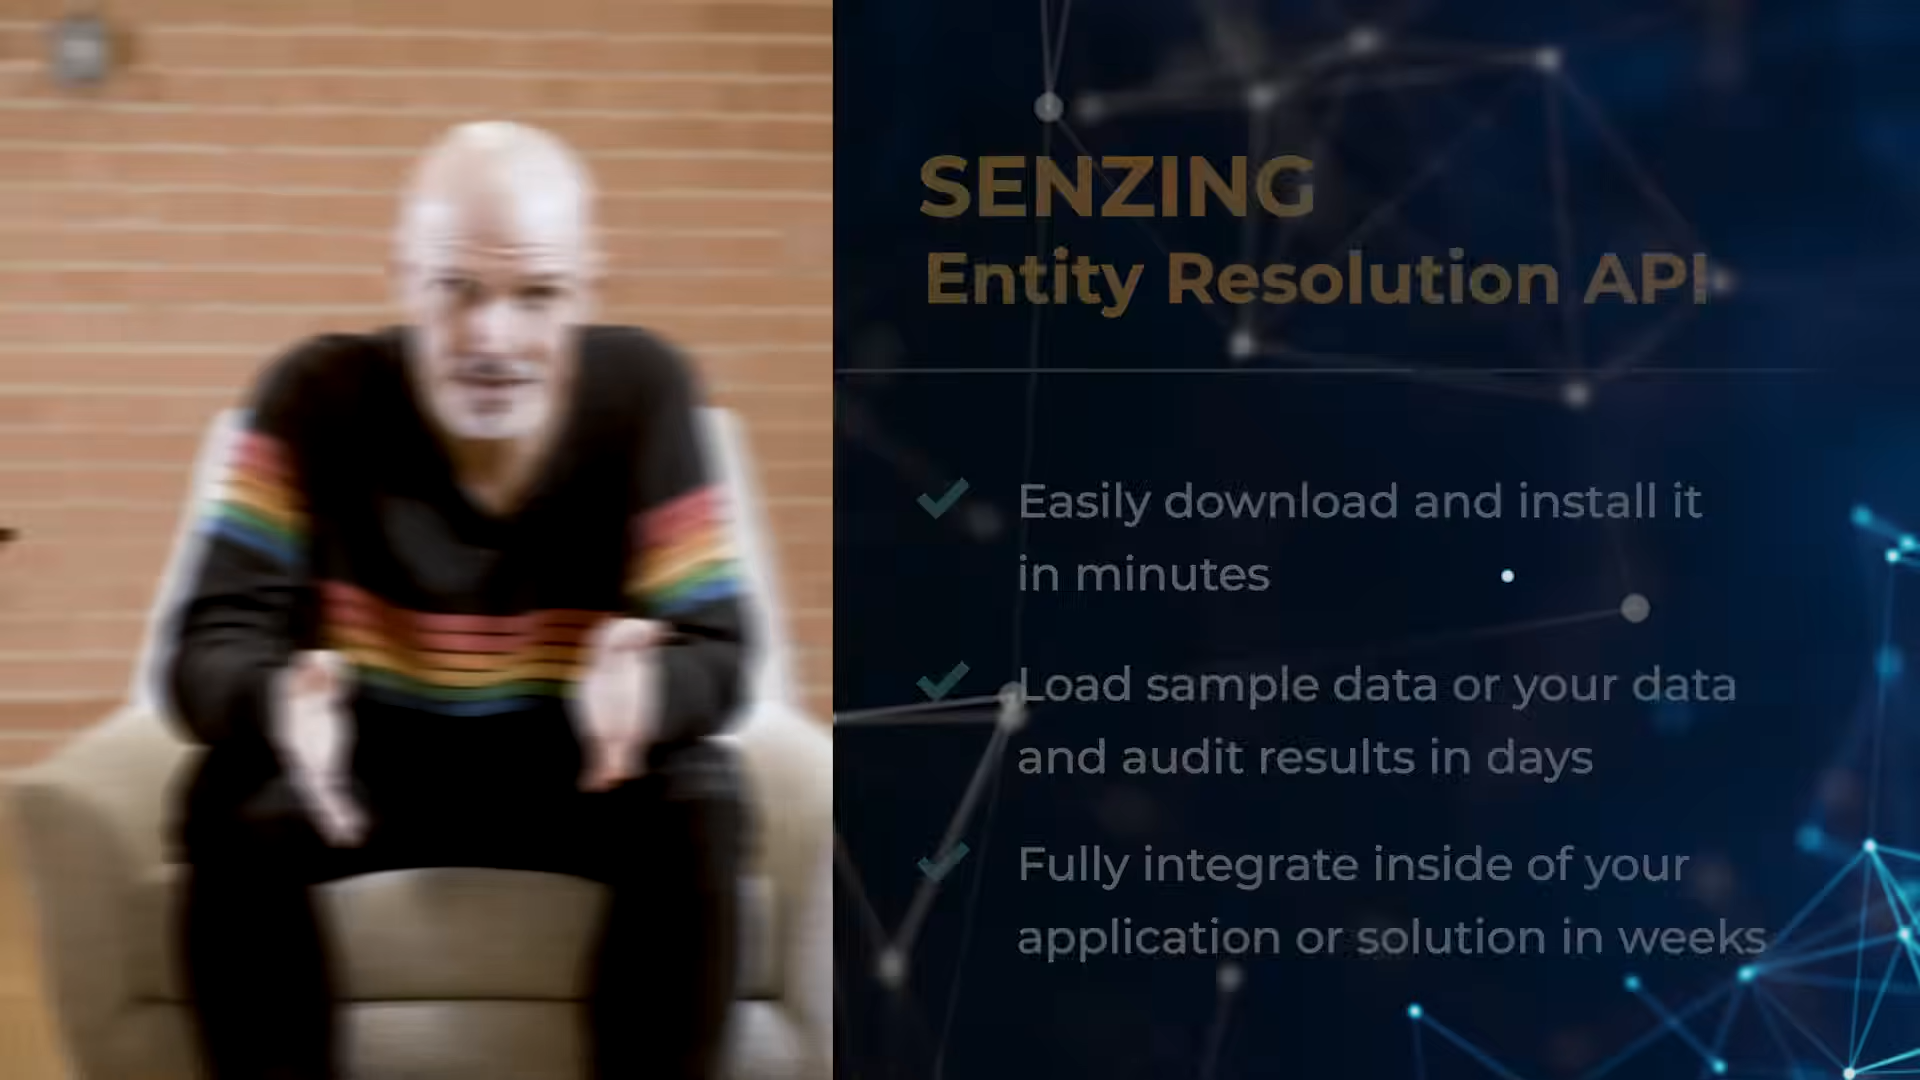 SENZING
Entity Resolution API
Easily download and install it
in minutes
Load sample data or your data
and audit results in days
Fully integrate inside of your
application or solution in weeks